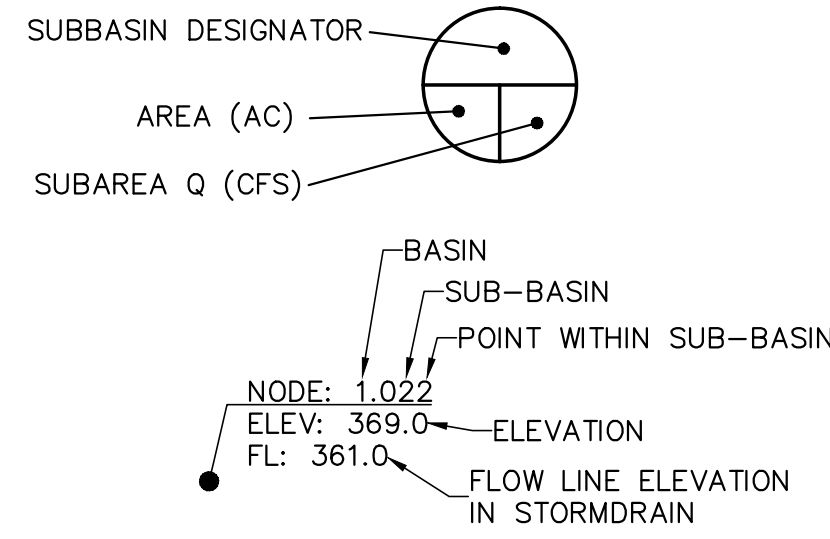 SUBBASIN DESIGNATOR
AREA (AC)
SUBAREA Q (CFS)
BASIN
SUB-BASIN
POINT WITHIN SUB-BASIN
NODE: 1.022
ELEV: 369.0
ELEVATION
FL: 361.0
FLOW LINE ELEVATION
IN STORMDRAIN